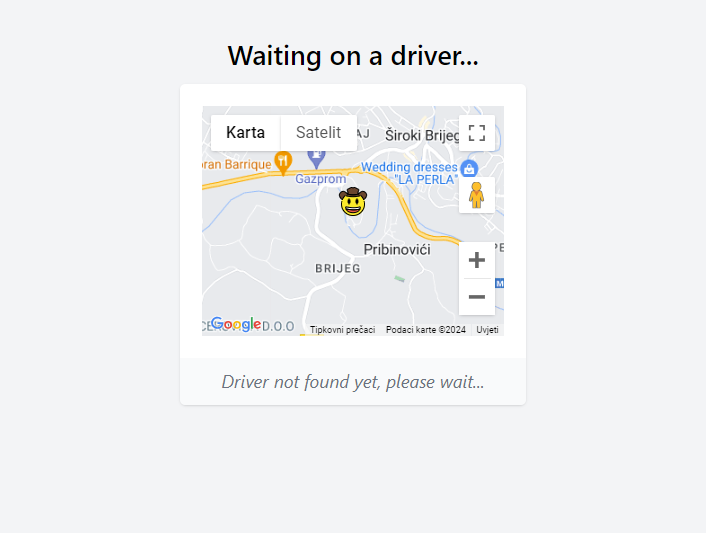 Waiting on a driver...
Karta
Satelit
AJ
Široki Brijeg
ran Barrique
Gazprom
Wedding dresses
"LA PERLA"
Pribinovići
BRIJEG
D.O.O
Google
Tipkovni prečaci
Podaci karte ©2024
Uvjeti
Driver not found yet, please wait...